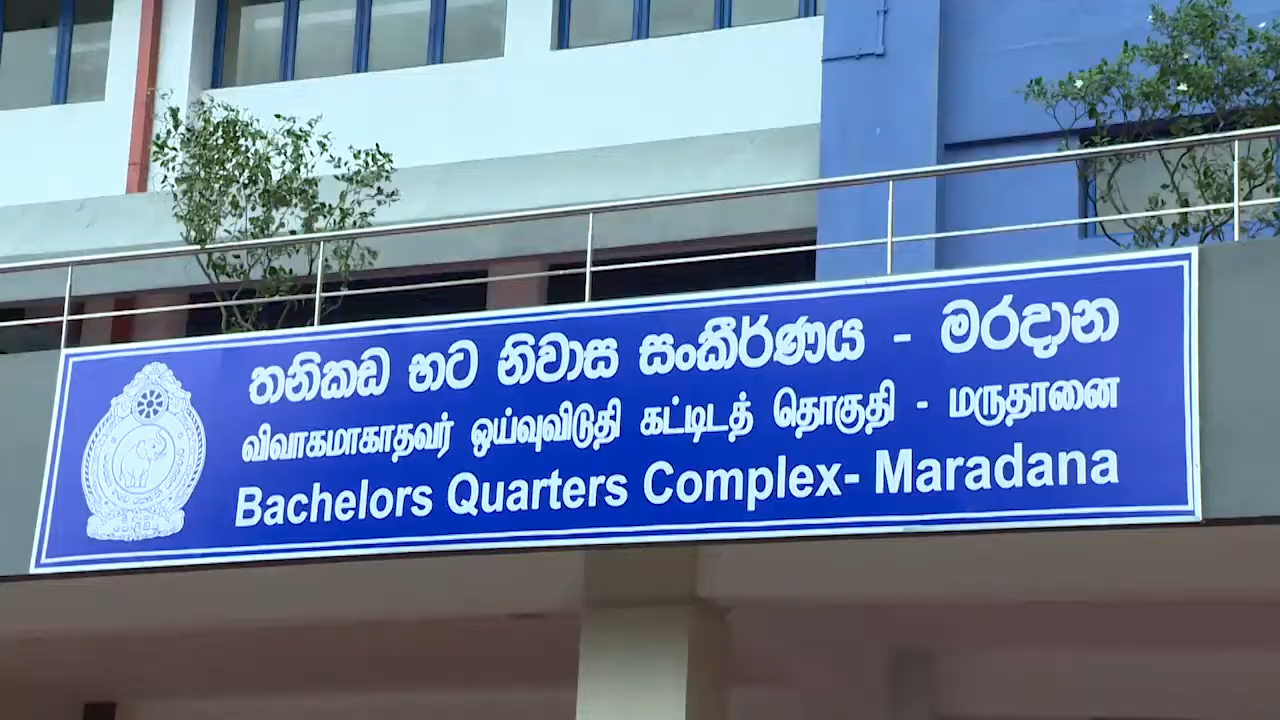 තනිකඩ භට නිවාස සංකීර්ණය - මරදාන
விவாகமாகாதவர் ஒய்வுவிடுதி கட்டிடத் தொகுதி - மருதானை
Bachelors Quarters Complex- Maradana